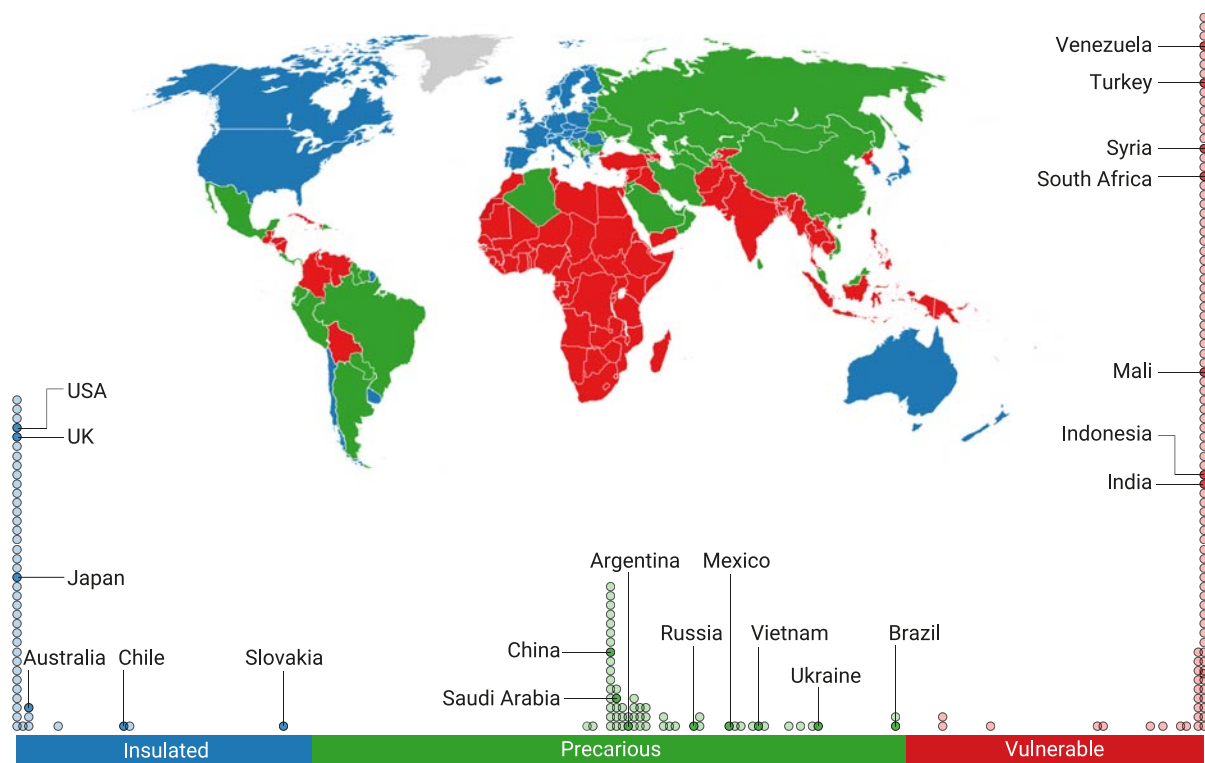 Venezuela
Turkey
Syria
South Africa
Mali
USA
UK
Indonesia
India
Japan
Argentina
Mexico
China
Russia
Vietnam
Brazil
Australia
Chile
Slovakia
Ukraine
Saudi Arabia
Insulated
Precarious
Vulnerable